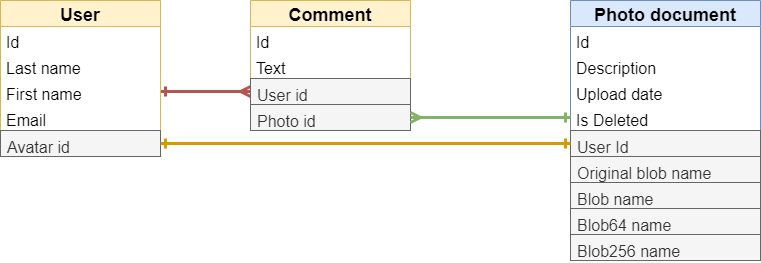 User
Id
Last name
First name
Email
Avatar id
Comment
Id
Text
User id
Photo id
Photo document
Id
Description
Upload date
Is Deleted
User Id
Original blob name
Blob name
Blob64 name
Blob256 name